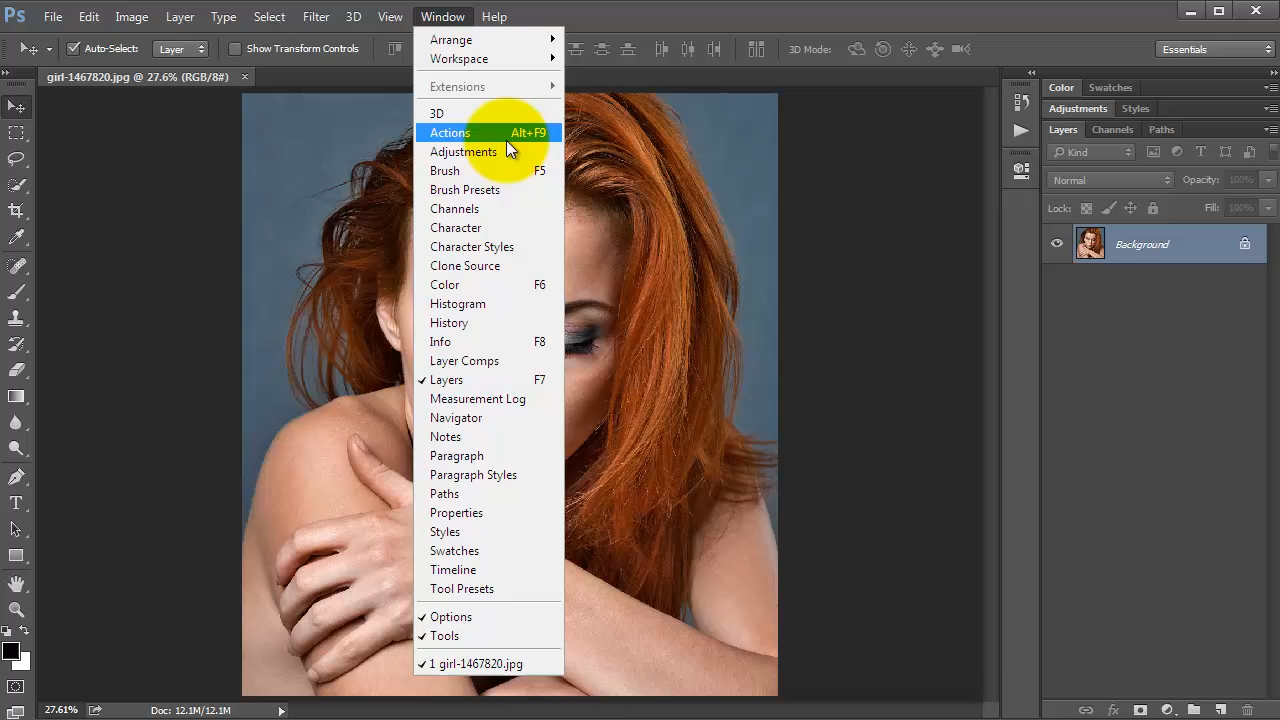 Ps File Edit Image Layer Type Select Filter 3D View Window Help
Auto-Select: Layer Show Transform Controls 3D Mode: Essentials
girl-1467820.jpg @ 27.6% (RGB/8#) ×
Arrange
Workspace
Extensions
3D
Actions Alt+F9
Adjustments
Brush F5
Brush Presets
Channels
Character
Character Styles
Clone Source
Color F6
Histogram
History
Info F8
Layer Comps
Layers F7
Measurement Log
Navigator
Notes
Paragraph
Paragraph Styles
Paths
Properties
Styles
Swatches
Timeline
Tool Presets
Options
Tools
1 girl-1467820.jpg
Color Swatches
Adjustments Styles
Layers Channels Paths
Kind
Normal Opacity: 100%
Lock: Fill: 100%
Background
27.61% Doc: 12.1M/12.1M